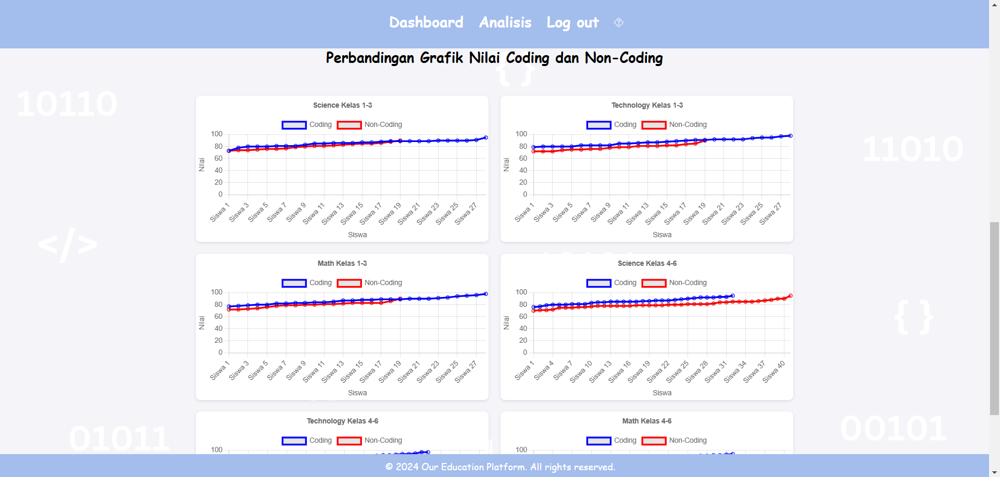 Dashboard Analisis Log out
Perbandingan Grafik Nilai Coding dan Non-Coding
{ }
10110
11010
</>
{ }
01011
00101
Science Kelas 1-3
Coding Non-Coding
100
80
60
40
20
0
Nilai
Siswa 1 Siswa 3 Siswa 5 Siswa 7 Siswa 9 Siswa 11 Siswa 13 Siswa 15 Siswa 17 Siswa 19 Siswa 21 Siswa 23 Siswa 25 Siswa 27
Siswa
Technology Kelas 1-3
Coding Non-Coding
100
80
60
40
20
0
Nilai
Siswa 1 Siswa 3 Siswa 5 Siswa 7 Siswa 9 Siswa 11 Siswa 13 Siswa 15 Siswa 17 Siswa 19 Siswa 21 Siswa 23 Siswa 25 Siswa 27
Siswa
Math Kelas 1-3
Coding Non-Coding
100
80
60
40
20
0
Nilai
Siswa 1 Siswa 3 Siswa 5 Siswa 7 Siswa 9 Siswa 11 Siswa 13 Siswa 15 Siswa 17 Siswa 19 Siswa 21 Siswa 23 Siswa 25 Siswa 27
Siswa
Science Kelas 4-6
Coding Non-Coding
100
80
60
40
20
0
Nilai
Siswa 1 Siswa 4 Siswa 7 Siswa 10 Siswa 13 Siswa 16 Siswa 19 Siswa 22 Siswa 25 Siswa 28 Siswa 31 Siswa 34 Siswa 37 Siswa 40
Siswa
Technology Kelas 4-6
Coding Non-Coding
100
Math Kelas 4-6
Coding Non-Coding
100
© 2024 Our Education Platform. All rights reserved.